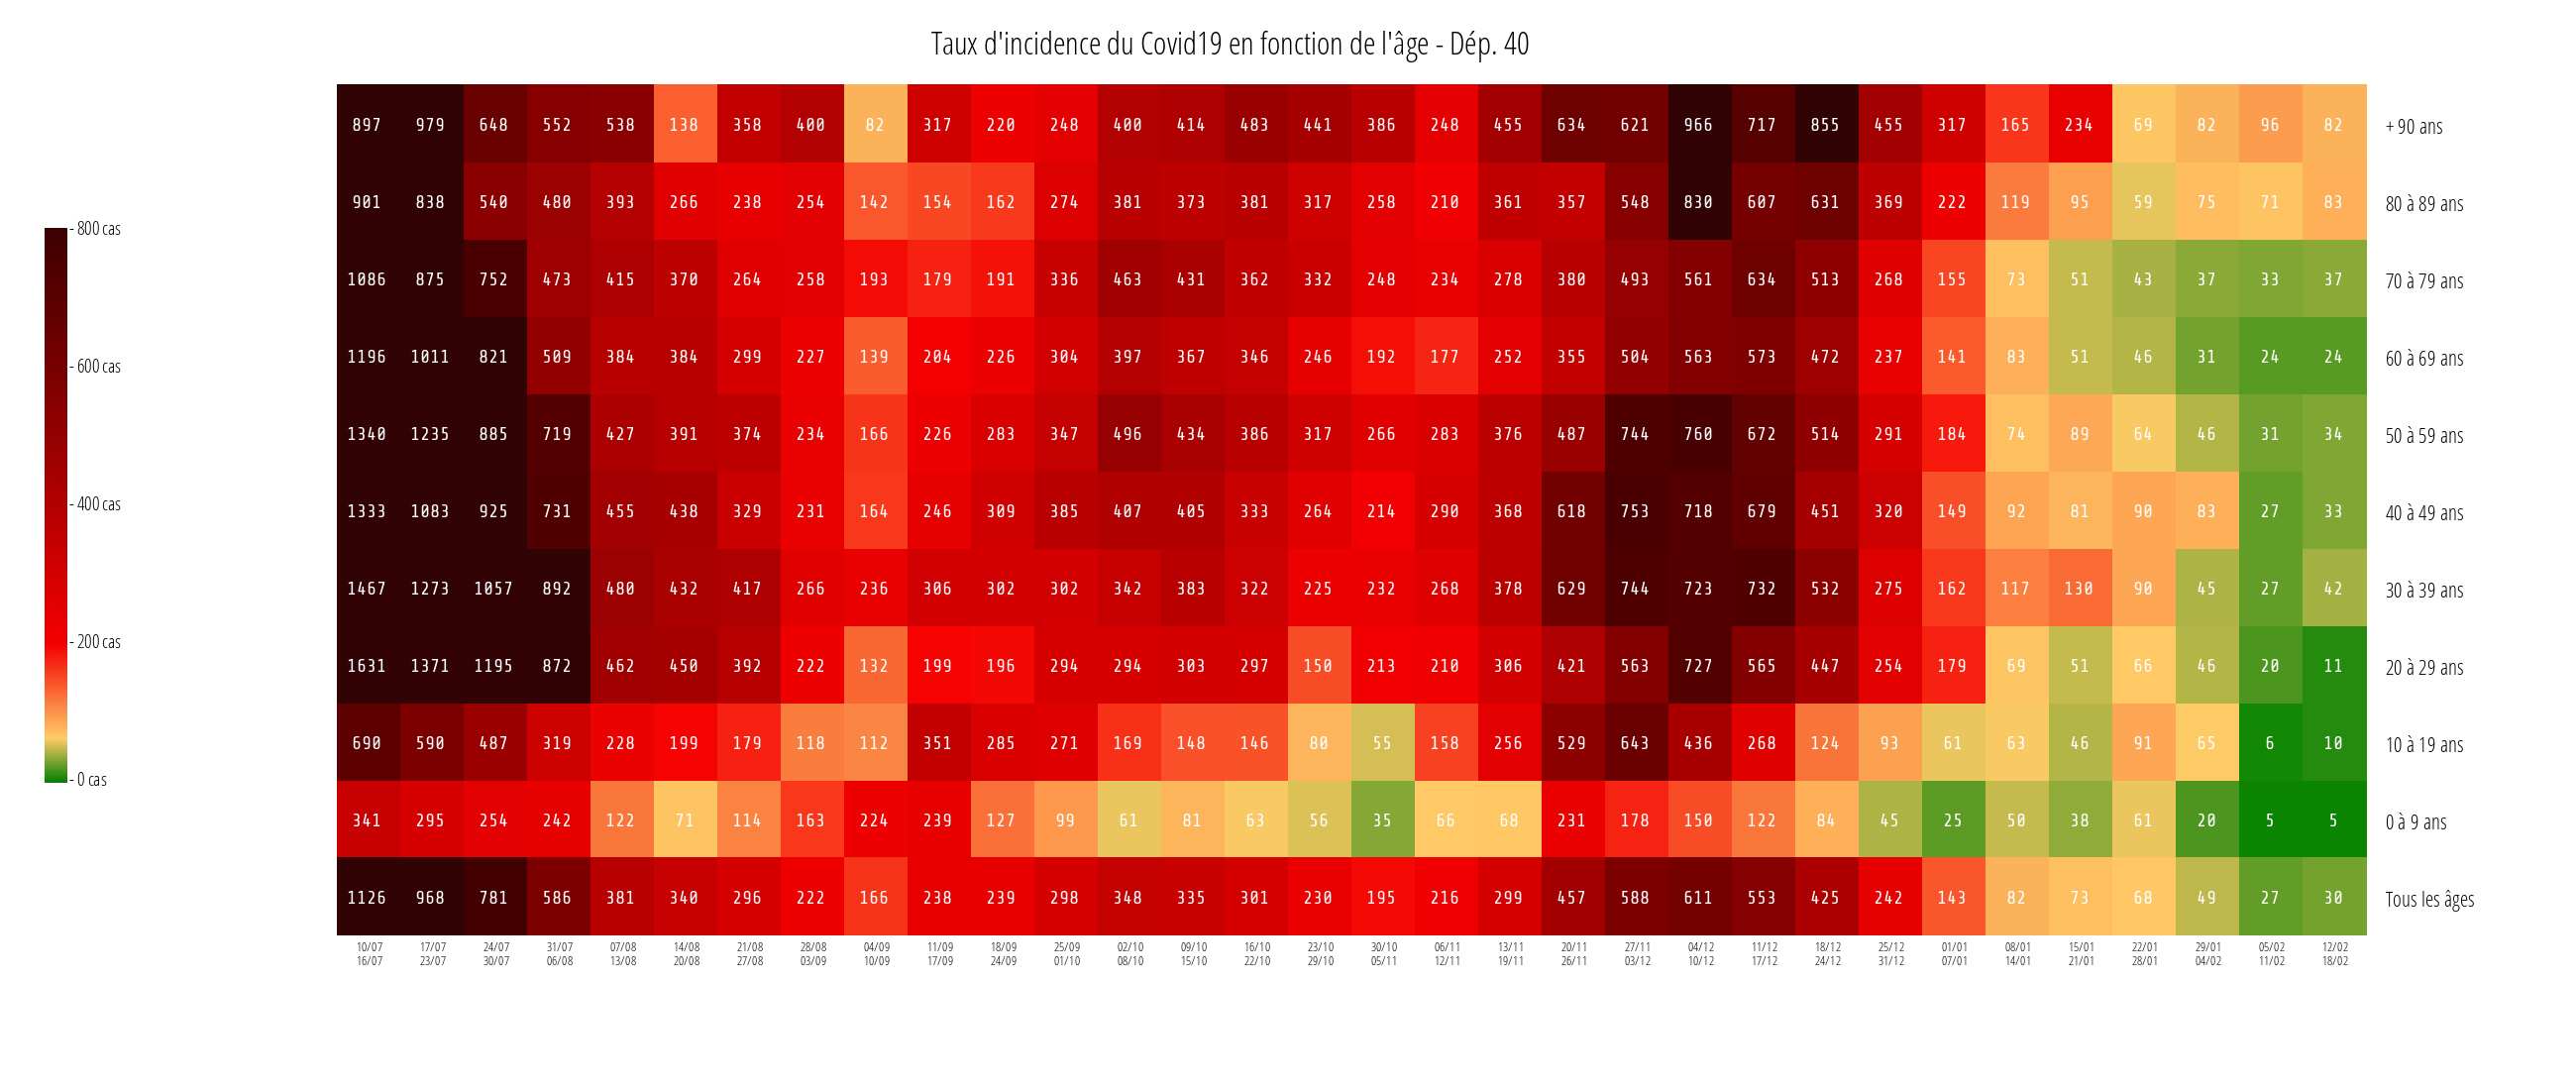 Taux d'incidence du Covid19 en fonction de l'âge - Dép. 40
- 800 cas
- 600 cas
- 400 cas
- 200 cas
- 0 cas
897 979 648 552 538 138 358 400 82 317 220 248 400 414 483 441 386 248 455 634 621 966 717 855 455 317 165 234 69 82 96 82 + 90 ans
901 838 540 480 393 266 238 254 142 154 162 274 381 373 381 317 258 210 361 357 548 830 607 631 369 222 119 95 59 75 71 83 80 à 89 ans
1086 875 752 473 415 370 264 258 193 179 191 336 463 431 362 332 248 234 278 380 493 561 634 513 268 155 73 51 43 37 33 37 70 à 79 ans
1196 1011 821 509 384 384 299 227 139 204 226 304 397 367 346 246 192 177 252 355 504 563 573 472 237 141 83 51 46 31 24 24 60 à 69 ans
1340 1235 885 719 427 391 374 234 166 226 283 347 496 434 386 317 266 283 376 487 744 760 672 514 291 184 74 89 64 46 31 34 50 à 59 ans
1333 1083 925 731 455 438 329 231 164 246 309 385 407 405 333 264 214 290 368 618 753 718 679 451 320 149 92 81 90 83 27 33 40 à 49 ans
1467 1273 1057 892 480 432 417 266 236 306 302 302 342 383 322 225 232 268 378 629 744 723 732 532 275 162 117 130 90 45 27 42 30 à 39 ans
1631 1371 1195 872 462 450 392 222 132 199 196 294 294 303 297 150 213 210 306 421 563 727 565 447 254 179 69 51 66 46 20 11 20 à 29 ans
690 590 487 319 228 199 179 118 112 351 285 271 169 148 146 80 55 158 256 529 643 436 268 124 93 61 63 46 91 65 6 10 10 à 19 ans
341 295 254 242 122 71 114 163 224 239 127 99 61 81 63 56 35 66 68 231 178 150 122 84 45 25 50 38 61 20 5 5 0 à 9 ans
1126 968 781 586 381 340 296 222 166 238 239 298 348 335 301 230 195 216 299 457 588 611 553 425 242 143 82 73 68 49 27 30 Tous les âges
10/07 17/07 24/07 31/07 07/08 14/08 21/08 28/08 04/09 11/09 18/09 25/09 02/10 09/10 16/10 23/10 30/10 06/11 13/11 20/11 27/11 04/12 11/12 18/12 25/12 01/01 08/01 15/01 22/01 29/01 05/02 12/02
16/07 23/07 30/07 06/08 13/08 20/08 27/08 03/09 10/09 17/09 24/09 01/10 08/10 15/10 22/10 29/10 05/11 12/11 19/11 26/11 03/12 10/12 17/12 24/12 31/12 07/01 14/01 21/01 28/01 04/02 11/02 18/02